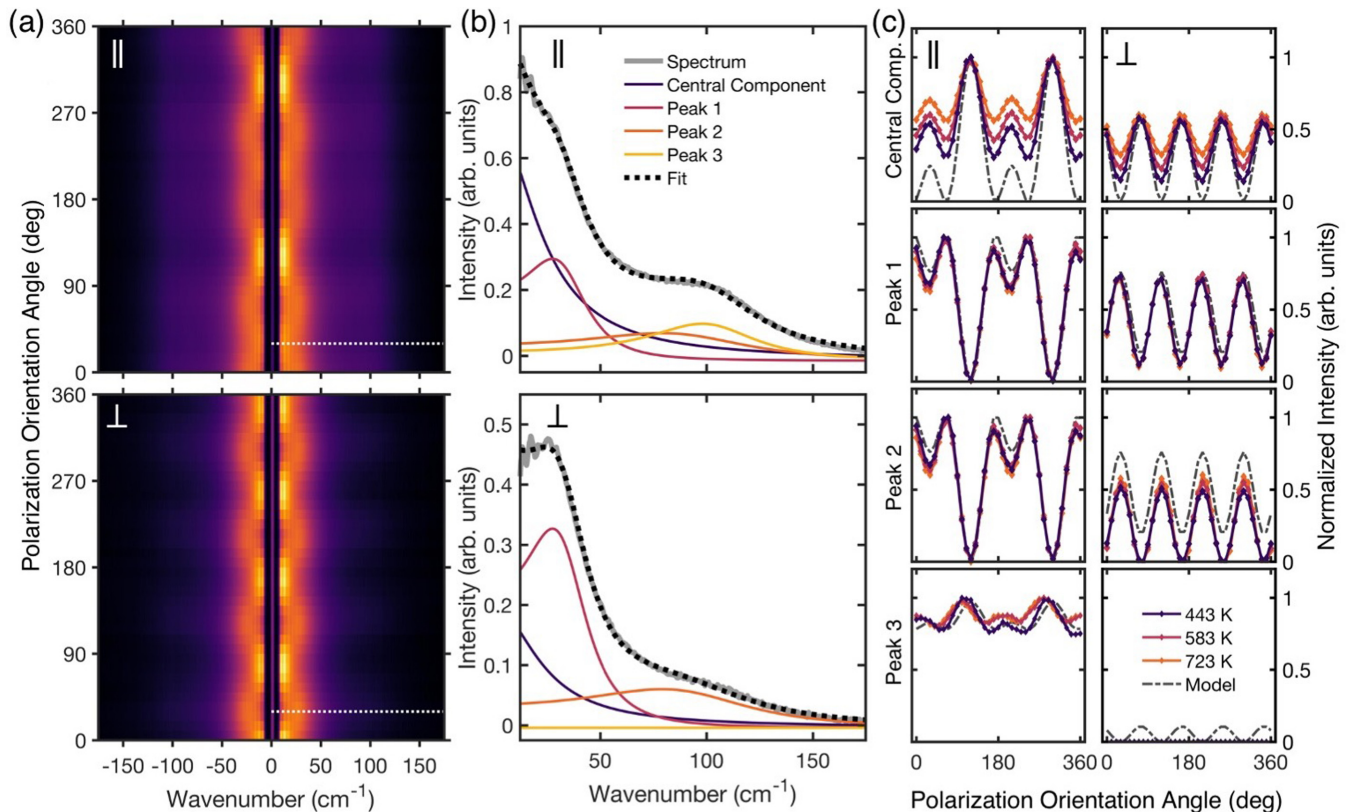 (a)
||
360
270
180
90
0
⊥
360
270
180
90
0
-150 -100 -50 0 50 100 150
Polarization Orientation Angle (deg)
Wavenumber (cm⁻¹)
(b)
||
1
0.8
0.6
0.4
0.2
0
Intensity (arb. units)
Spectrum
Central Component
Peak 1
Peak 2
Peak 3
Fit
⊥
0.5
0.4
0.3
0.2
0.1
0
Intensity (arb. units)
50 100 150
Wavenumber (cm⁻¹)
(c)
|| ⊥
Central Comp.
Peak 1
Peak 2
Peak 3
1
0.5
0
1
0.5
0
1
0.5
0
1
0.5
0
443 K
583 K
723 K
Model
Normalized Intensity (arb. units)
0 180 360 0 180 360
Polarization Orientation Angle (deg)